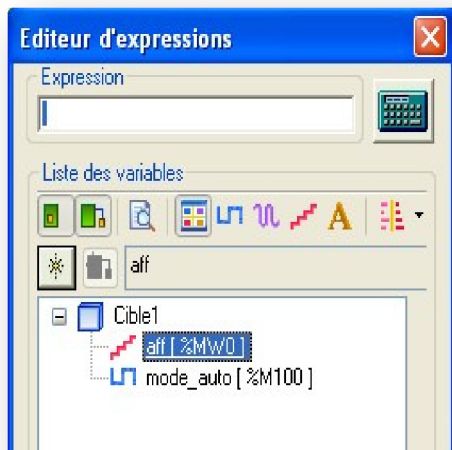 Editeur d'expressions
Expression
Liste des variables
A
aff
Cible1
aff [ %MW0 ]
mode_auto [ %M100 ]